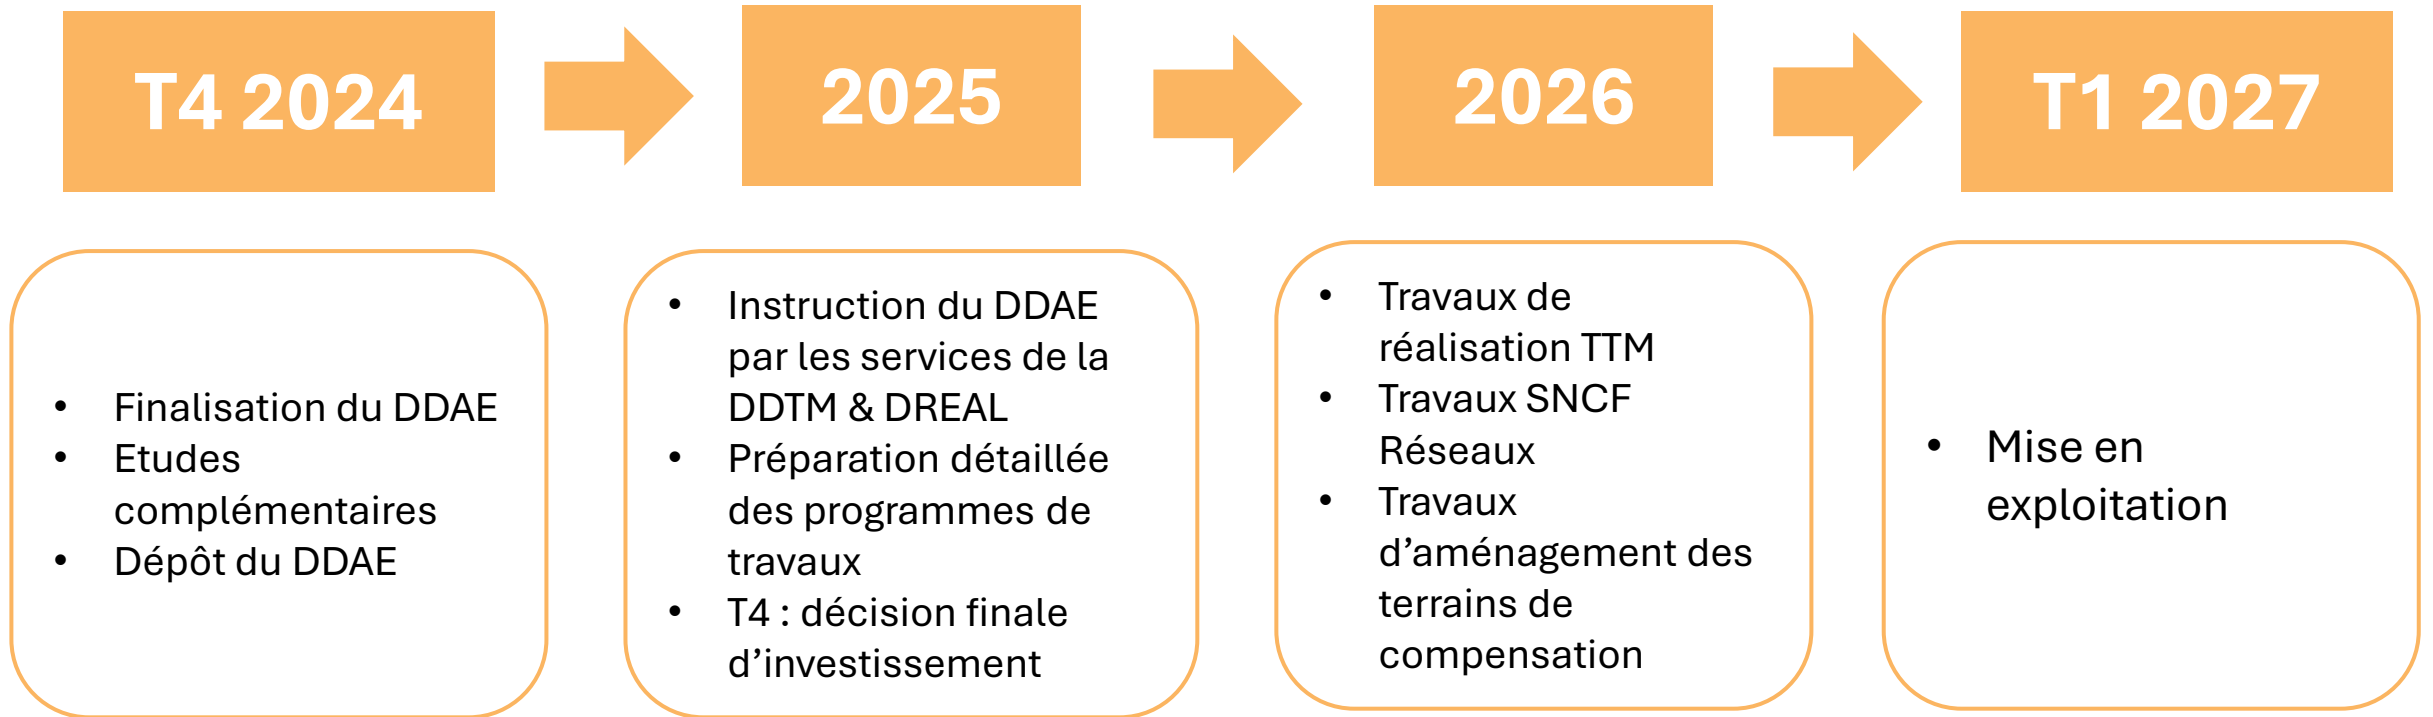 T4 2024
2025
2026
T1 2027
• Finalisation du DDAE
• Etudes
complémentaires
• Dépôt du DDAE
• Instruction du DDAE
par les services de la
DDTM & DREAL
• Préparation détaillée
des programmes de
travaux
• T4 : décision finale
d’investissement
• Travaux de
réalisation TTM
• Travaux SNCF
Réseaux
• Travaux
d’aménagement des
terrains de
compensation
• Mise en
exploitation